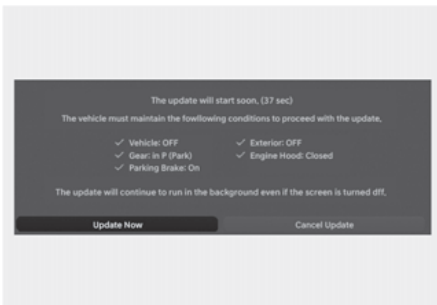 The update will start soon, (37 sec)
The vehicle must maintain the fowllowing conditions to proceed with the update,
✓ Vehicle: OFF ✓ Exterior: OFF
✓ Gear: in P (Park) ✓ Engine Hood: Closed
✓ Parking Brake: On
The update will continue to run in the background even if the screen is turned dff,
Update Now Cancel Update